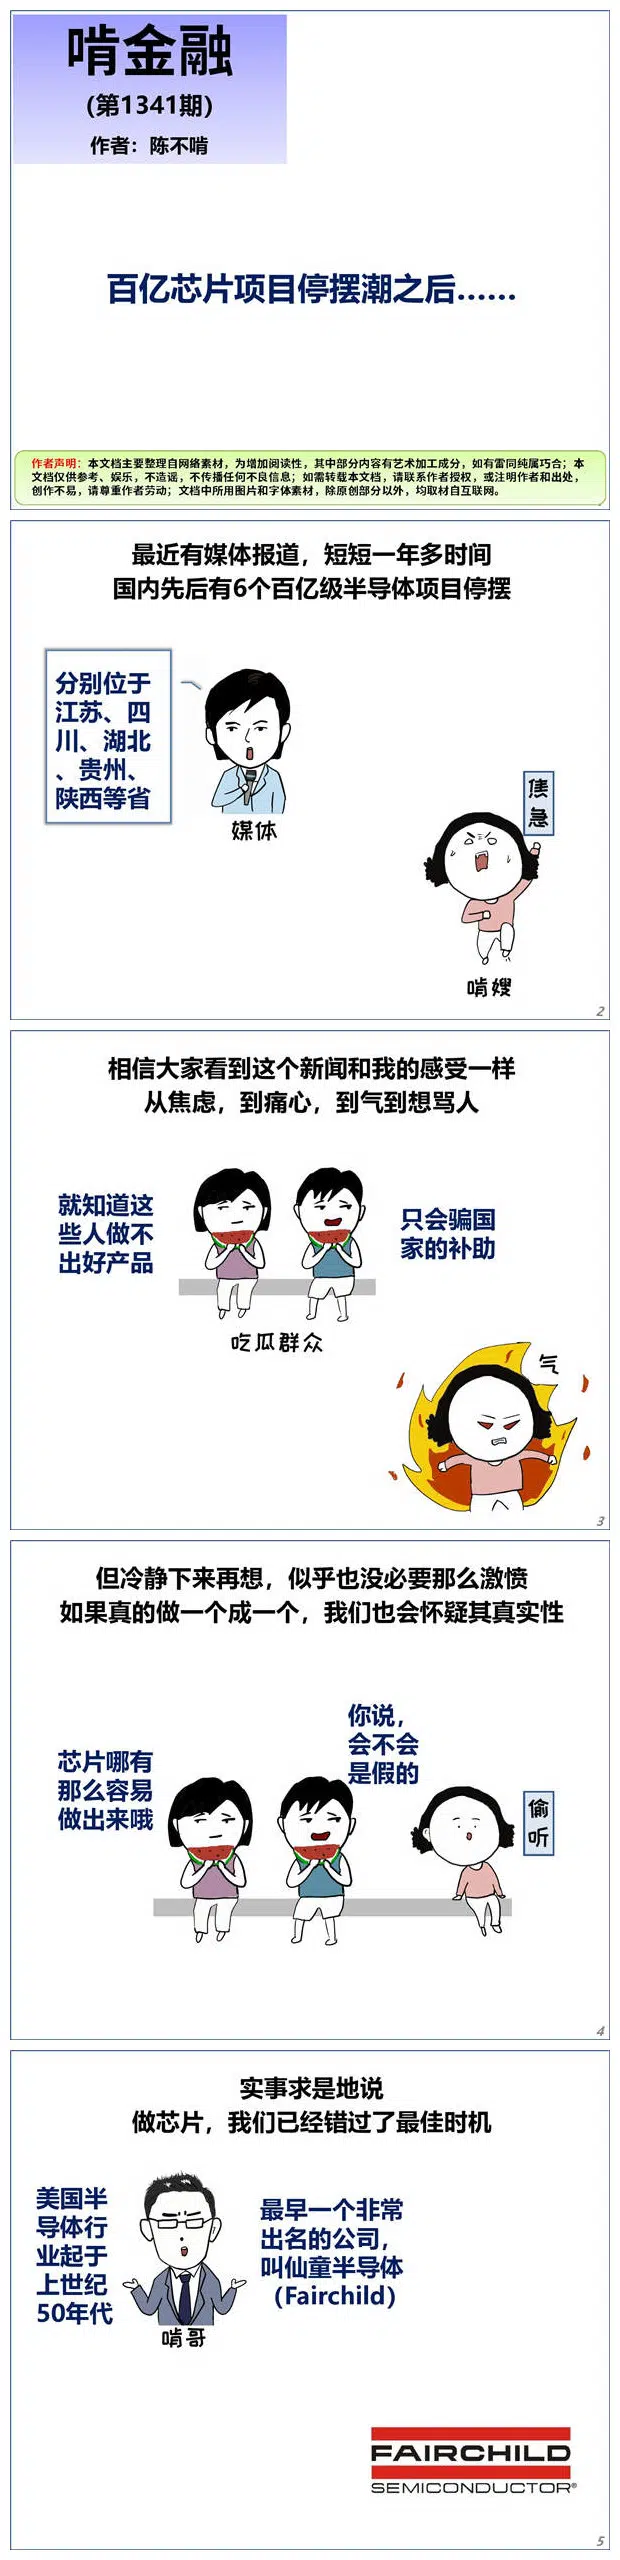 啃金融
(第1341期)
作者：陈不啃
百亿芯片项目停摆潮之后……
作者声明：本文档主要整理自网络素材，为增加阅读性，其中部分内容有艺术加工成分，如有雷同纯属巧合；本
文档仅供参考、娱乐，不造谣，不传播任何不良信息；如需转载本文档，请联系作者授权，或注明作者和出处，
创作不易，请尊重作者劳动；文档中所用图片和字体素材，除原创部分以外，均取材自互联网。
最近有媒体报道，短短一年多时间
国内先后有6个百亿级半导体项目停摆
分别位于
江苏、四
川、湖北
、贵州、
陕西等省
媒体
焦急
啃嫂
2
相信大家看到这个新闻和我的感受一样
从焦虑，到痛心，到气到想骂人
就知道这
些人做不
出好产品
只会骗国
家的补助
吃瓜群众
气
3
但冷静下来再想，似乎也没必要那么激愤
如果真的做一个成一个，我们也会怀疑其真实性
你说，
会不会
是假的
芯片哪有
那么容易
做出来哦
偷听
4
实事求是地说
做芯片，我们已经错过了最佳时机
美国半
导体行
业起于
上世纪
50年代
啃哥
最早一个非常
出名的公司，
叫仙童半导体
（Fairchild）
FAIRCHILD
SEMICONDUCTOR®
5